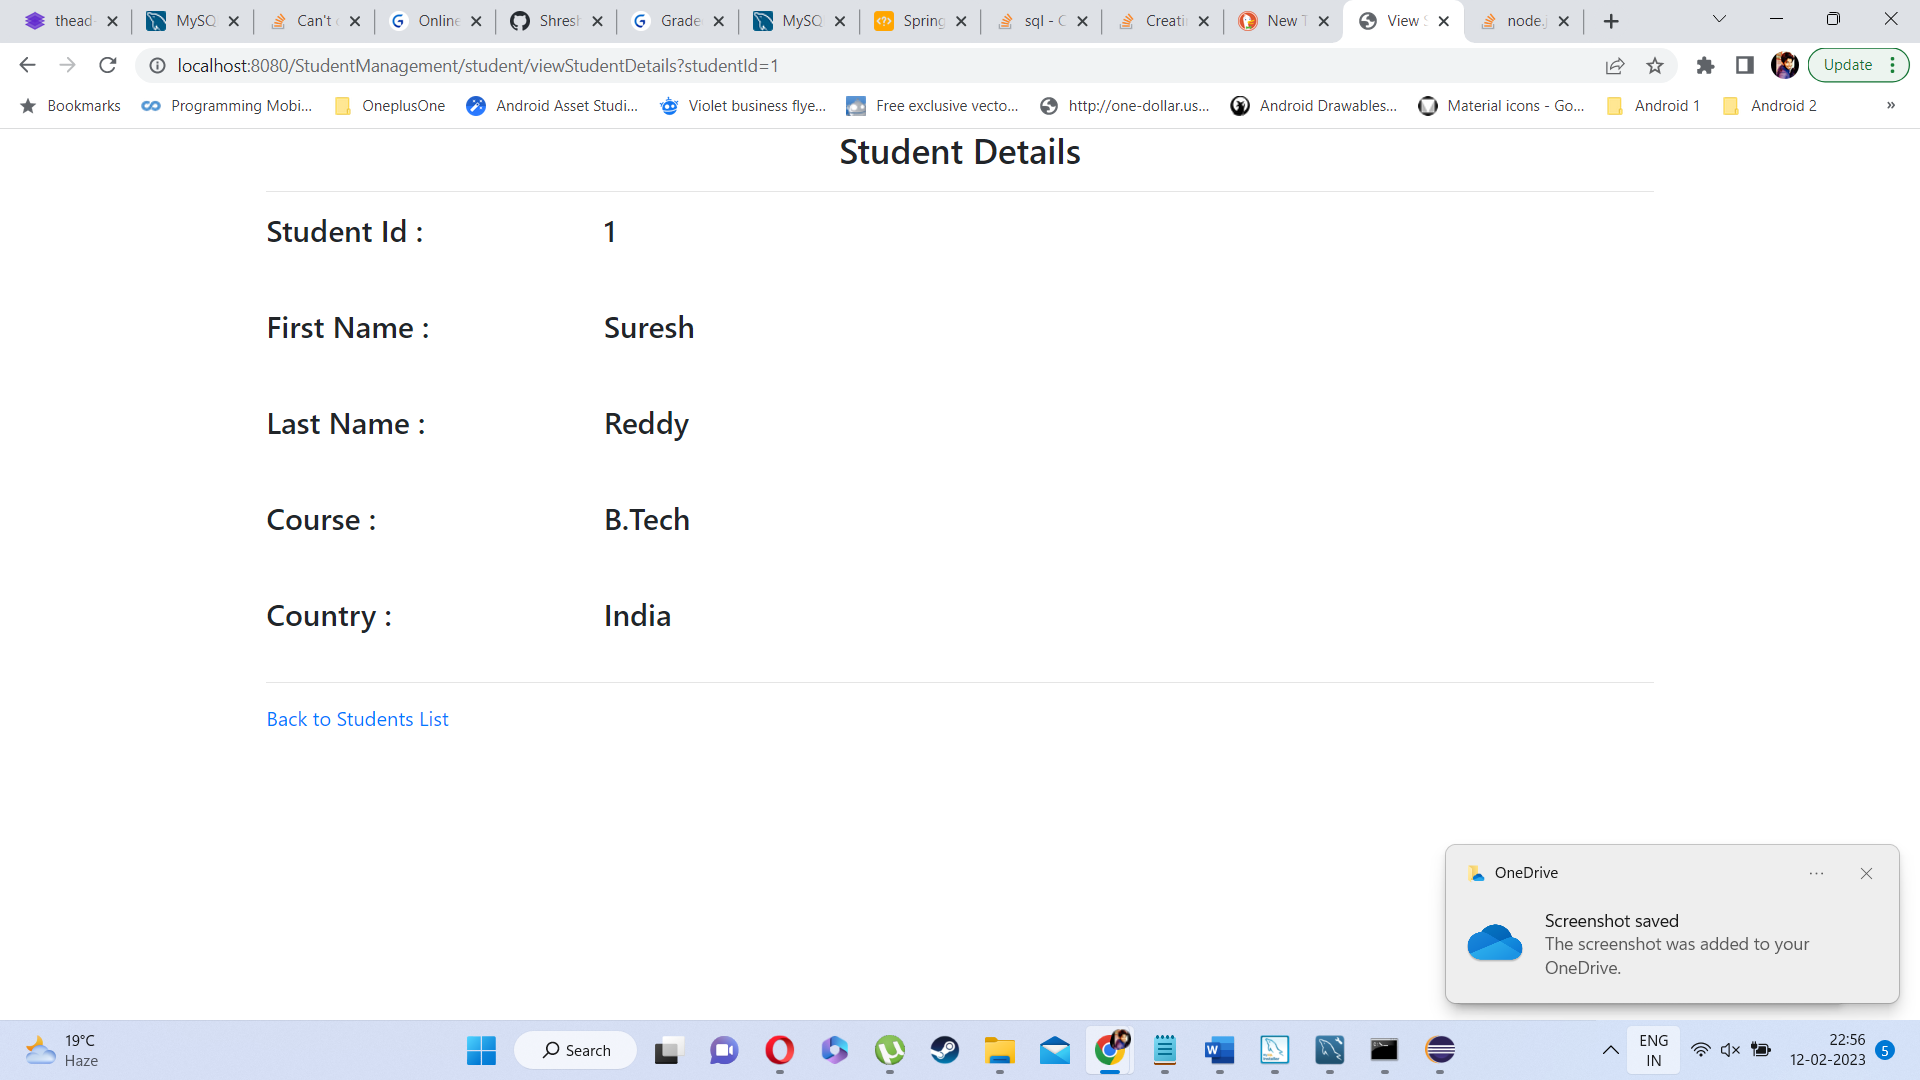 thead
MySQ
Can't
Online
Shresh
Grade
MySQ
Spring
sql - C
Creatin
New T
View S
node.j
localhost:8080/StudentManagement/student/viewStudentDetails?studentId=1
Update
Bookmarks
Programming Mobi...
OneplusOne
Android Asset Studi...
Violet business flye...
Free exclusive vecto...
http://one-dollar.us...
Android Drawables...
Material icons - Go...
Android 1
Android 2
»
Student Details
Student Id : 1
First Name : Suresh
Last Name : Reddy
Course : B.Tech
Country : India
Back to Students List
OneDrive
Screenshot saved
The screenshot was added to your
OneDrive.
19°C
Haze
Search
ENG
IN
22:56
12-02-2023
5